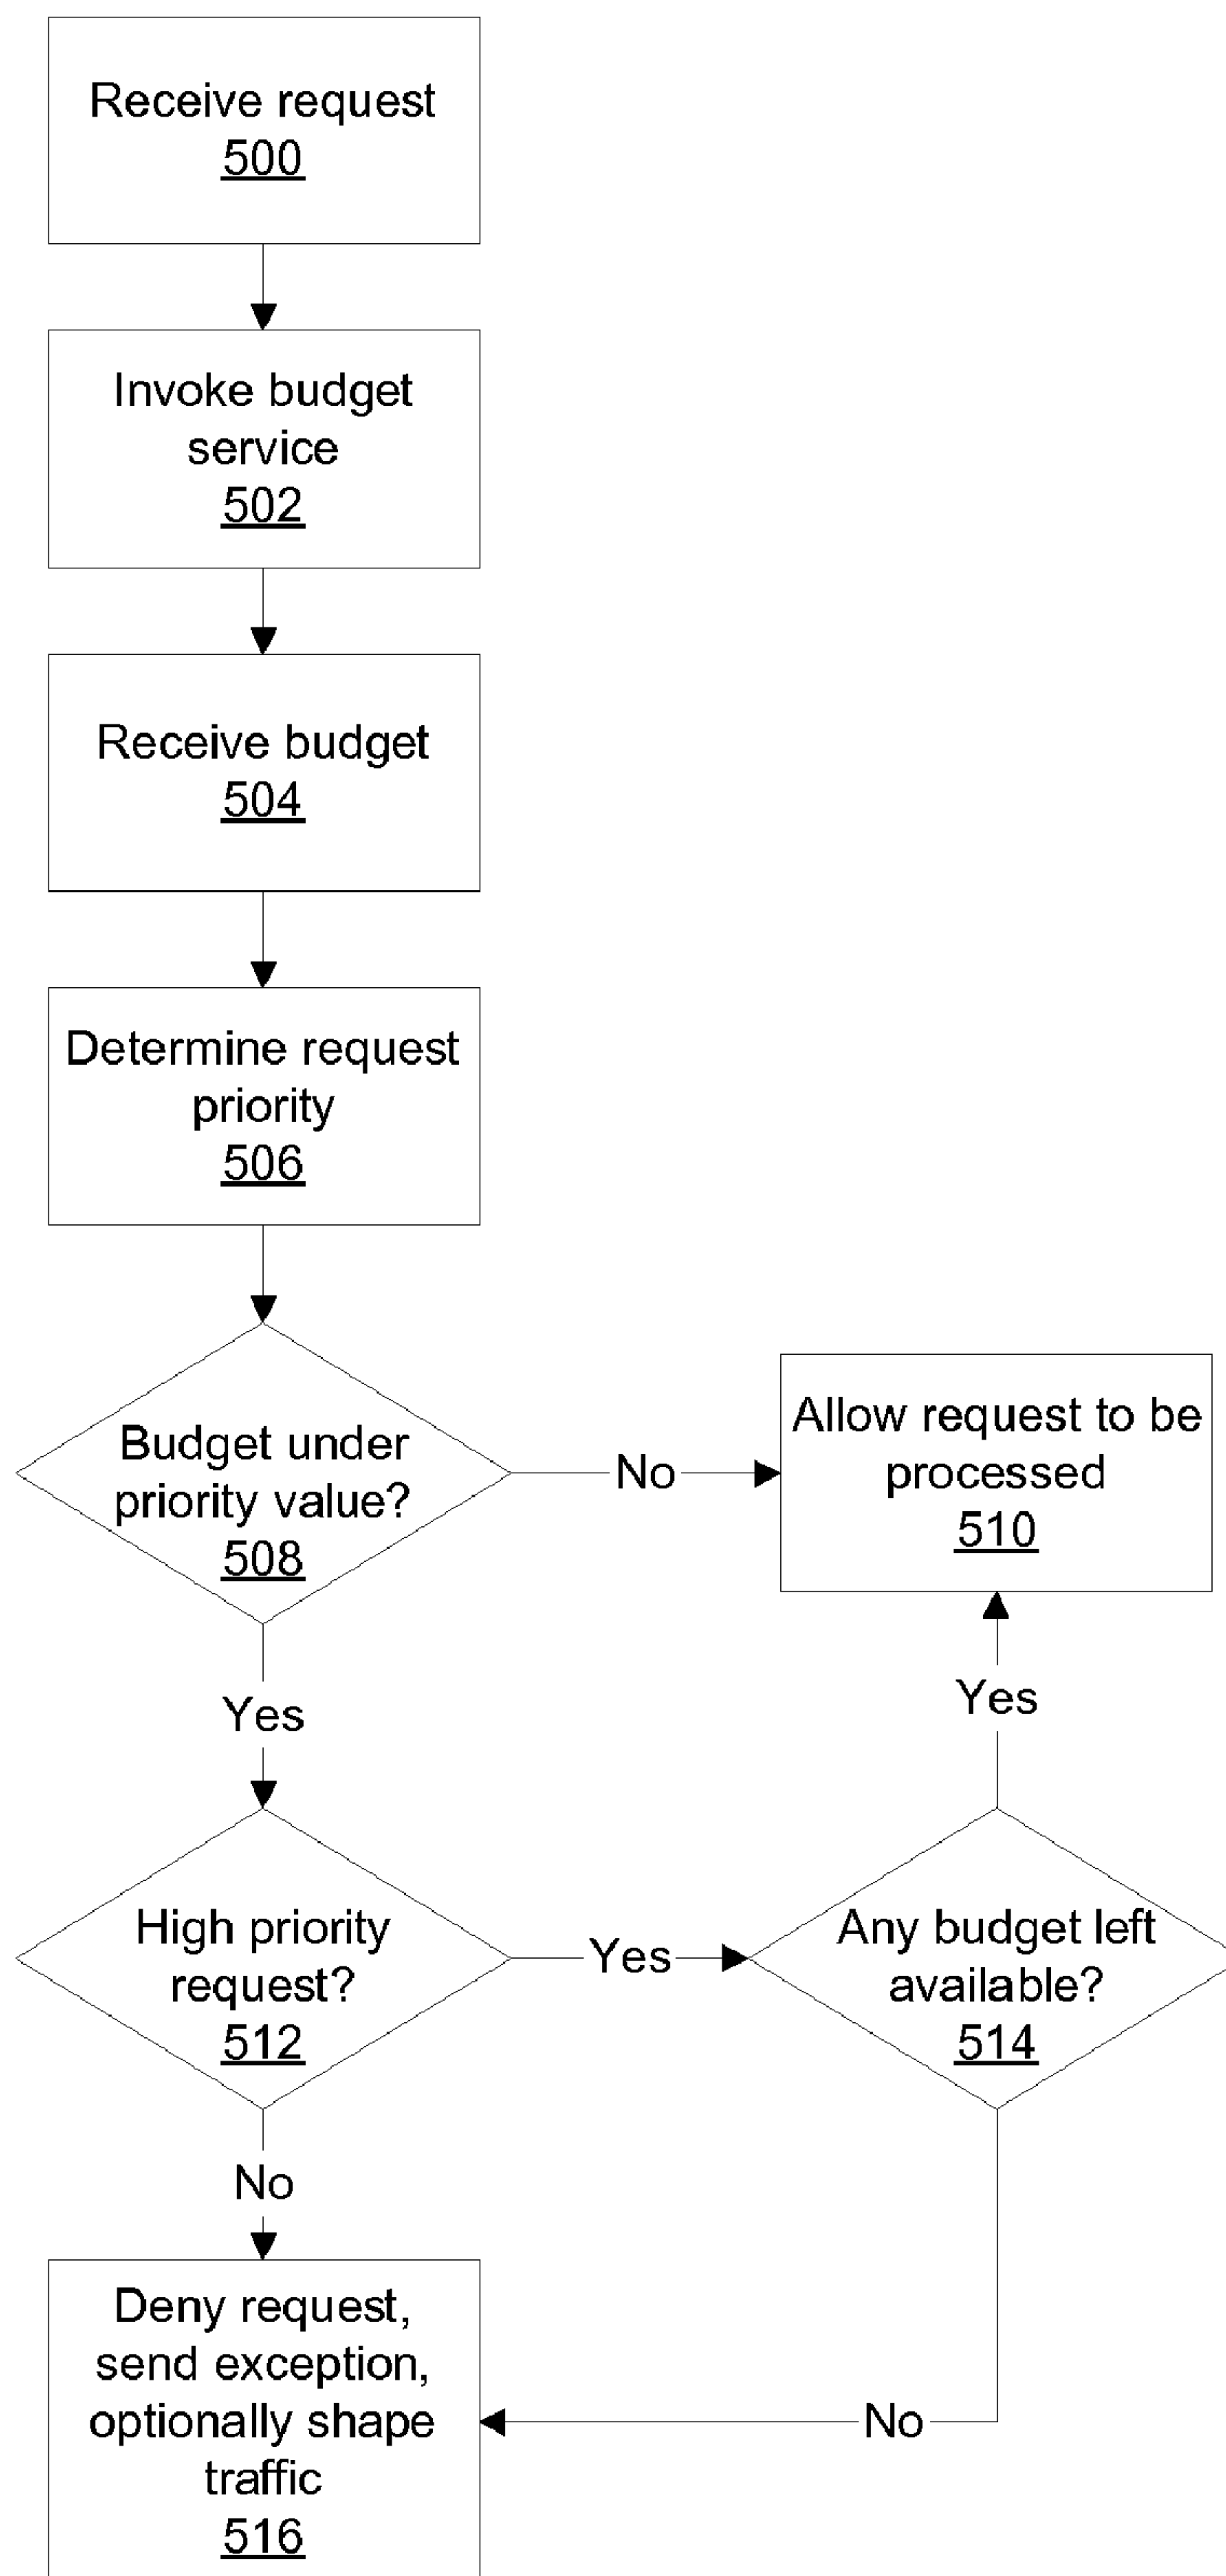 Receive request
500
Invoke budget
service
502
Receive budget
504
Determine request
priority
506
Budget under
priority value?
508
No
Allow request to be
processed
510
Yes
Yes
High priority
request?
512
Yes
Any budget left
available?
514
No
Deny request,
send exception,
optionally shape
traffic
516
No